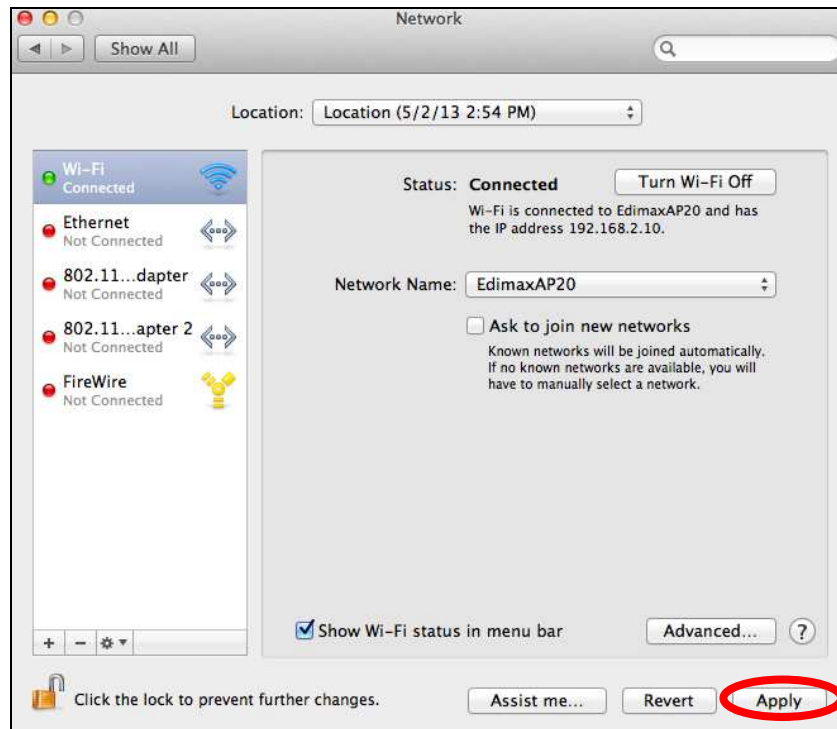 Network
Show All
Location: Location (5/2/13 2:54 PM)
Wi-Fi
Connected
Ethernet
Not Connected
802.11...dapter
Not Connected
802.11...apter 2
Not Connected
FireWire
Not Connected
Status: Connected
Turn Wi-Fi Off
Wi-Fi is connected to EdimaxAP20 and has
the IP address 192.168.2.10.
Network Name: EdimaxAP20
Ask to join new networks
Known networks will be joined automatically.
If no known networks are available, you will
have to manually select a network.
Show Wi-Fi status in menu bar
Advanced...
?
Click the lock to prevent further changes.
Assist me...
Revert
Apply